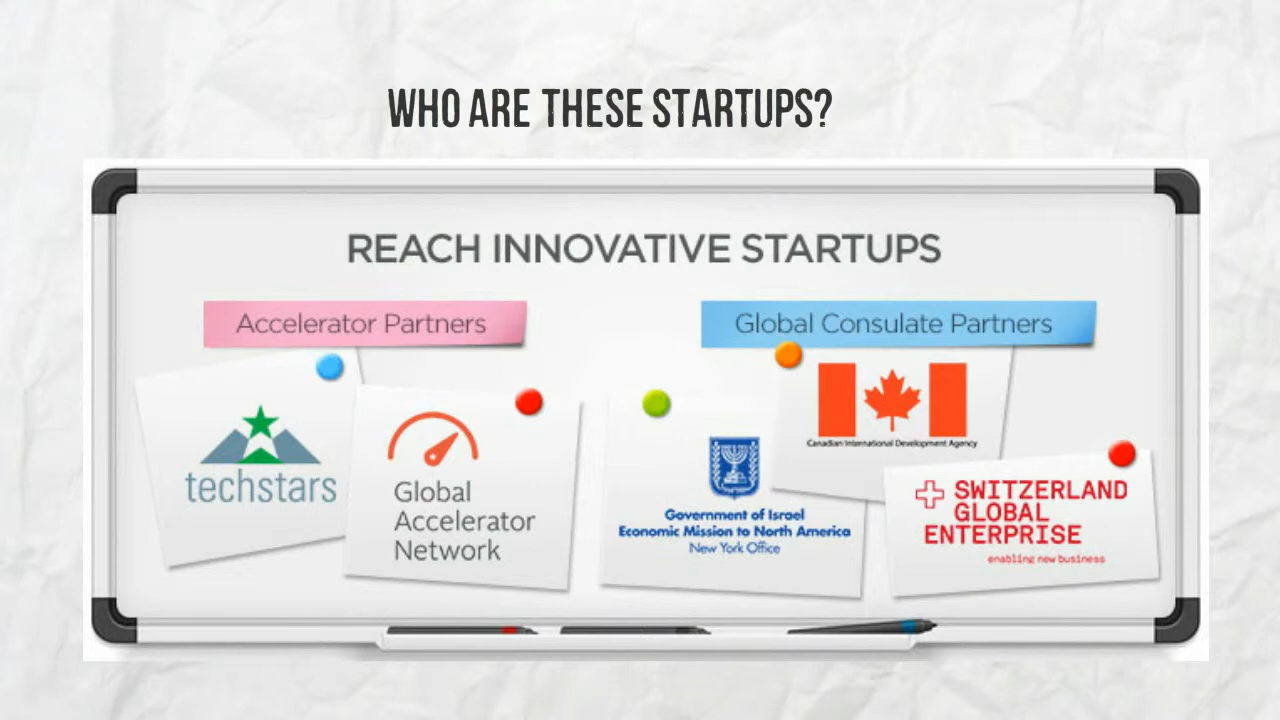 WHO ARE THESE STARTUPS?
REACH INNOVATIVE STARTUPS
Accelerator Partners
techstars
Global
Accelerator
Network
Global Consulate Partners
Canadian International Development Agency
Government of Israel
Economic Mission to North America
New York Office
SWITZERLAND
GLOBAL
ENTERPRISE
enabling new business